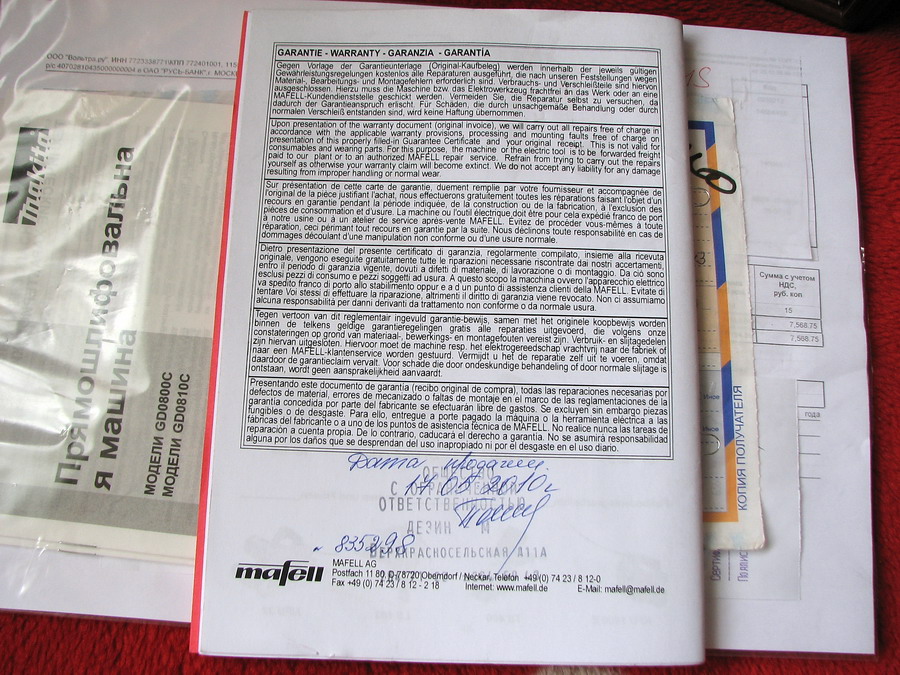 GARANTIE - WARRANTY - GARANZIA - GARANTÍA
Gegen Vorlage der Garantieunterlage (Original-Kaufbeleg) werden innerhalb der jeweils gültigen
Gewährleistungsregelungen kostenlos alle Reparaturen ausgeführt, die nach unseren Feststellungen wegen
Material-, Bearbeitungs- und Montagefehlern erforderlich sind. Verbrauchs- und Verschleißteile sind hiervon
ausgeschlossen. Hierzu muss die Machine bzw. das Elektrowerkzeug frachtfrei an das Werk oder an eine
MAFELL-Kundendienststelle geschickt werden. Vermeiden Sie, die Reparatur selbst zu versuchen, da
dadurch der Garantieanspruch erlischt. Für Schäden, die durch unsachgemäße Behandlung oder durch
normalen Verschleiß entstanden sind, wird keine Haftung übernommen.
Upon presentation of the warranty document (original invoice), we will carry out all repairs free of charge in
accordance with the applicable warranty provisions, processing and mounting faults free of charge on
presentation of this properly filled-in Guarantee Certificate and your original receipt. This is not valid for
consumables and wearing parts. For this purpose, the machine or the electric tool is to be forwarded freight
paid to our plant or to an authorized MAFELL repair service. Refrain from trying to carry out the repairs
yourself as otherwise your warranty claim will become extinct. We do not accept any liability for any damage
resulting from improper handling or normal wear.
Sur présentation de cette carte de garantie, duement remplie par votre fournisseur et accompagnée de
l'original de la pièce justifiant l'achat, nous effectuerons gratuitement toutes les réparations faisant l'objet d'un
recours en garantie pendant la période indiquée, de la construction ou de la fabrication, à l'exclusion des
pièces de consommation et d'usure. La machine ou l'outil électrique doit être pour cela expédié franco de port
à notre usine ou à un atelier de service après-vente MAFELL. Evitez de procéder vous-mêmes à toute
réparation, ceci périmant tout recours en garantie par la suite. Nous déclinons toute responsabilité en cas de
dommages découlant d'une manipulation non conforme ou d'une usure normale.
Dietro presentazione del presente certificato di garanzia, regolarmente compilato, insieme alla ricevuta
originale, vengono eseguite gratuitamente tutte le riparazioni necessarie riscontrate dai nostri accertamenti,
entro il periodo di garanzia vigente, dovuti a difetti di materiali, di lavorazione o di montaggio. Da ciò sono
esclusi pezzi di consumo e pezzi soggetti ad usura. A questo scopo la macchina ovvero l'apparecchio elettrico
va spedito franco di porto allo stabilimento oppure e a d un punto di assistenza clienti della MAFELL. Evitate di
tentare Voi stessi di effettuare la riparazione, altrimenti il diritto di garanzia viene revocato. Non ci assumiamo
alcuna responsabilità per danni derivanti da trattamento non conforme o da normale usura.
Tegen vertoon van dit reglementair ingevuld garantie-bewijs, samen met het originele koopbewijs worden
binnen de telkens geldige garantieregelingen gratis alle reparaties uitgevoerd, die volgens onze
constateringen op grond van materiaal-, bewerkings- en montagefouten vereist zijn. Verbruik- en slijtagedelen
zijn hiervan uitgesloten. Hiervoor moet de machine resp. het elektrogereedschap vrachtvrij naar de fabriek of
naar een MAFELL-klantenservice worden gestuurd. Vermijdt u het de reparatie zelf uit te voeren, omdat
daardoor de garantieclaim vervalt. Voor schade die door ondeskundige behandeling of door normale slijtage is
ontstaan, wordt geen aansprakelijkheid aanvaardt.
Presentando este documento de garantía (recibo original de compra), todas las reparaciones necesarias por
defectos de material, errores de mecanizado o faltas de montaje en el marco de las reglamentaciones de la
garantía concedida por parte del fabricante se efectuarán libre de gastos. Se excluyen sin embargo piezas
fungibles o de desgaste. Para ello, entregue a porte pagado la máquina o la herramienta eléctrica a las
fábricas del fabricante o a uno de los puntos de asistencia técnica de MAFELL. No realice nunca las tareas de
reparación a cuenta propia. De lo contrario, caducará el derecho a garantía. No se asumirá responsabilidad
alguna por los daños que se desprendan del uso inapropiado ni por el desgaste en el uso diario.
Дата продажи
17.05.2010г
ОБЩЕСТВО
С ОГРАНИЧЕННОЙ
ОТВЕТСТВЕННОСТЬЮ
ДЕЗИН М
835298
ВЕРХ.КРАСНОСЕЛЬСКАЯ А11А
mafell
MAFELL AG
Postfach 11 80, D-78720 Oberndorf / Neckar, Telefon +49 (0) 74 23 / 8 12-0
Fax +49 (0) 74 23 / 8 12 - 2 18 Internet: www.mafell.de E-Mail: mafell@mafell.de
ООО "Вольтра.ру" ИНН 7723338771\КПП 772401001, 115
р/с 40702810435000000004 в ОАО "РУСЬ-БАНК",г. МОСК
makita
Прямошлифовальна
я машина
МОДЕЛИ GD0800C
МОДЕЛИ GD0810C
Сумма с учетом
НДС,
руб. коп
15
7,568.75
7,568.75
года
КОПИЯ ПОЛУЧАТЕЛЯ